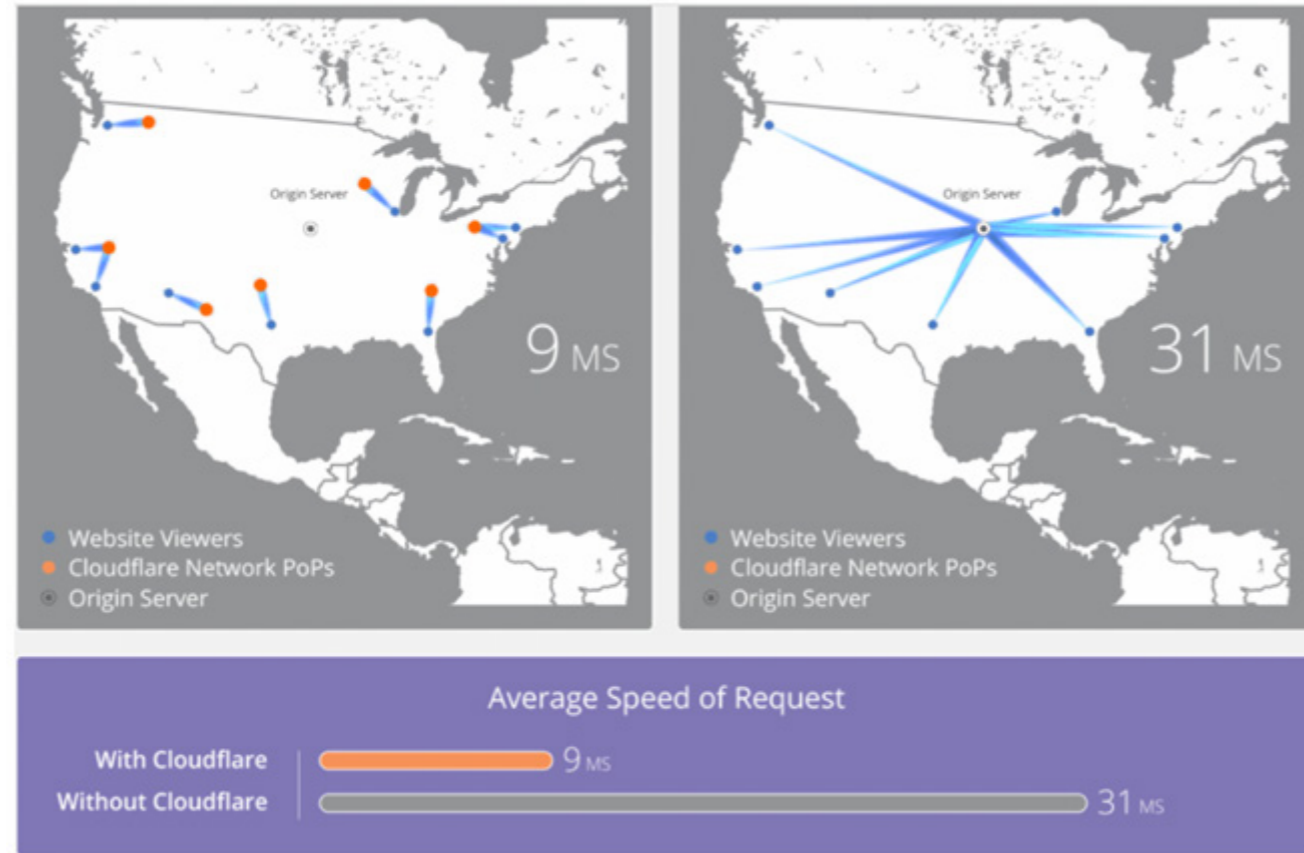 Origin Server
9 MS
Website Viewers
Cloudflare Network PoPs
Origin Server
Origin Server
31 MS
Website Viewers
Cloudflare Network PoPs
Origin Server
Average Speed of Request
With Cloudflare 9 MS
Without Cloudflare 31 MS